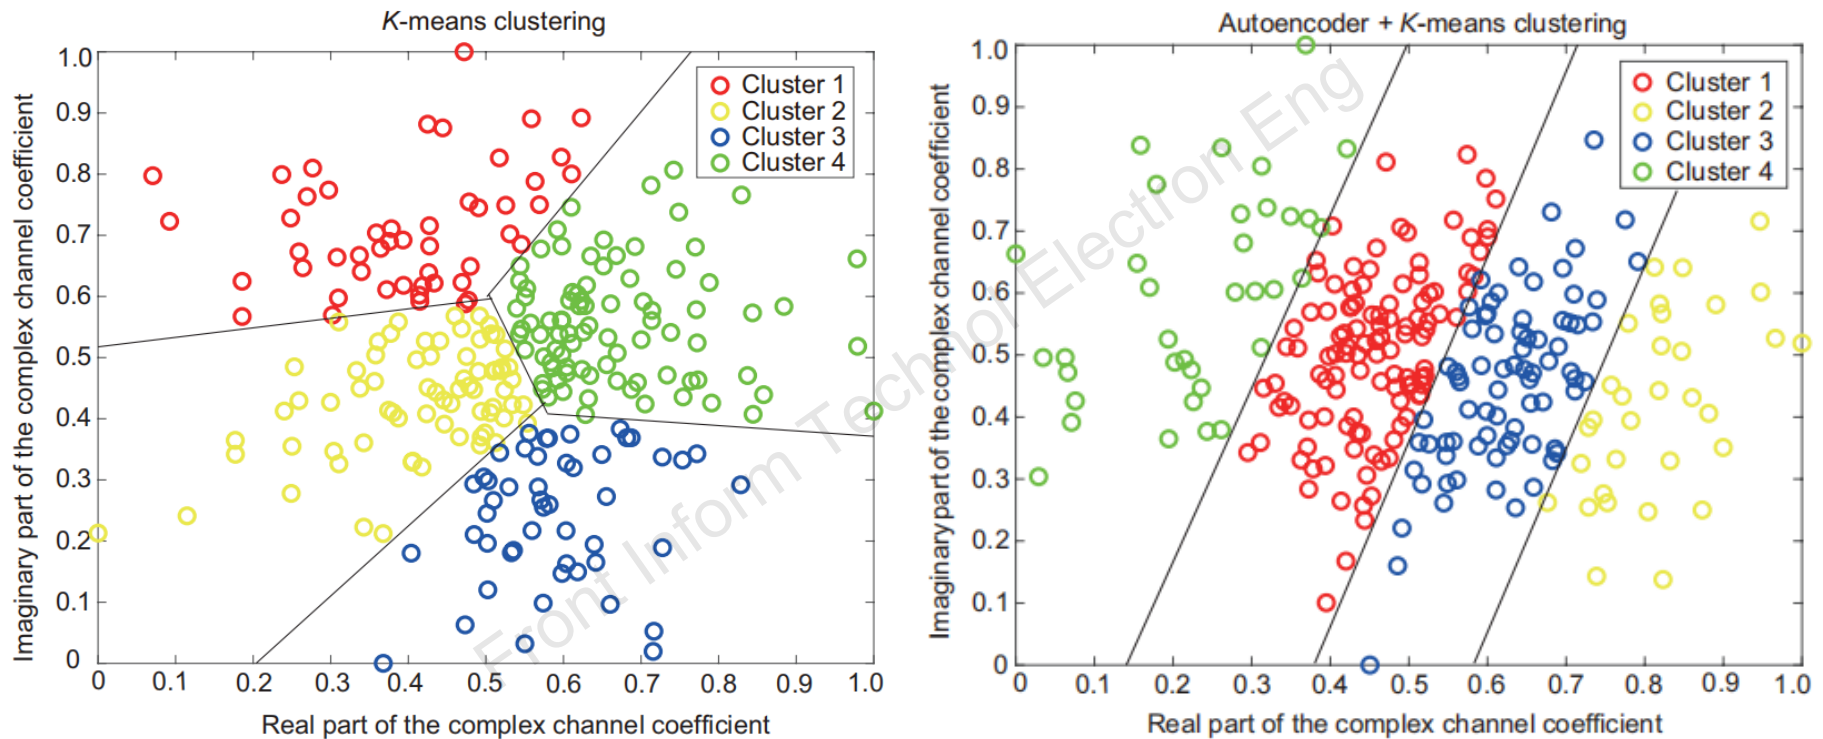 K-means clustering
1.0
0.9
0.8
0.7
0.6
0.5
0.4
0.3
0.2
0.1
0
0 0.1 0.2 0.3 0.4 0.5 0.6 0.7 0.8 0.9 1.0
Imaginary part of the complex channel coefficient
Real part of the complex channel coefficient
Cluster 1
Cluster 2
Cluster 3
Cluster 4
Autoencoder + K-means clustering
1.0
0.9
0.8
0.7
0.6
0.5
0.4
0.3
0.2
0.1
0
0 0.1 0.2 0.3 0.4 0.5 0.6 0.7 0.8 0.9 1.0
Imaginary part of the complex channel coefficient
Real part of the complex channel coefficient
Cluster 1
Cluster 2
Cluster 3
Cluster 4
Front Inform Technol Electron Eng